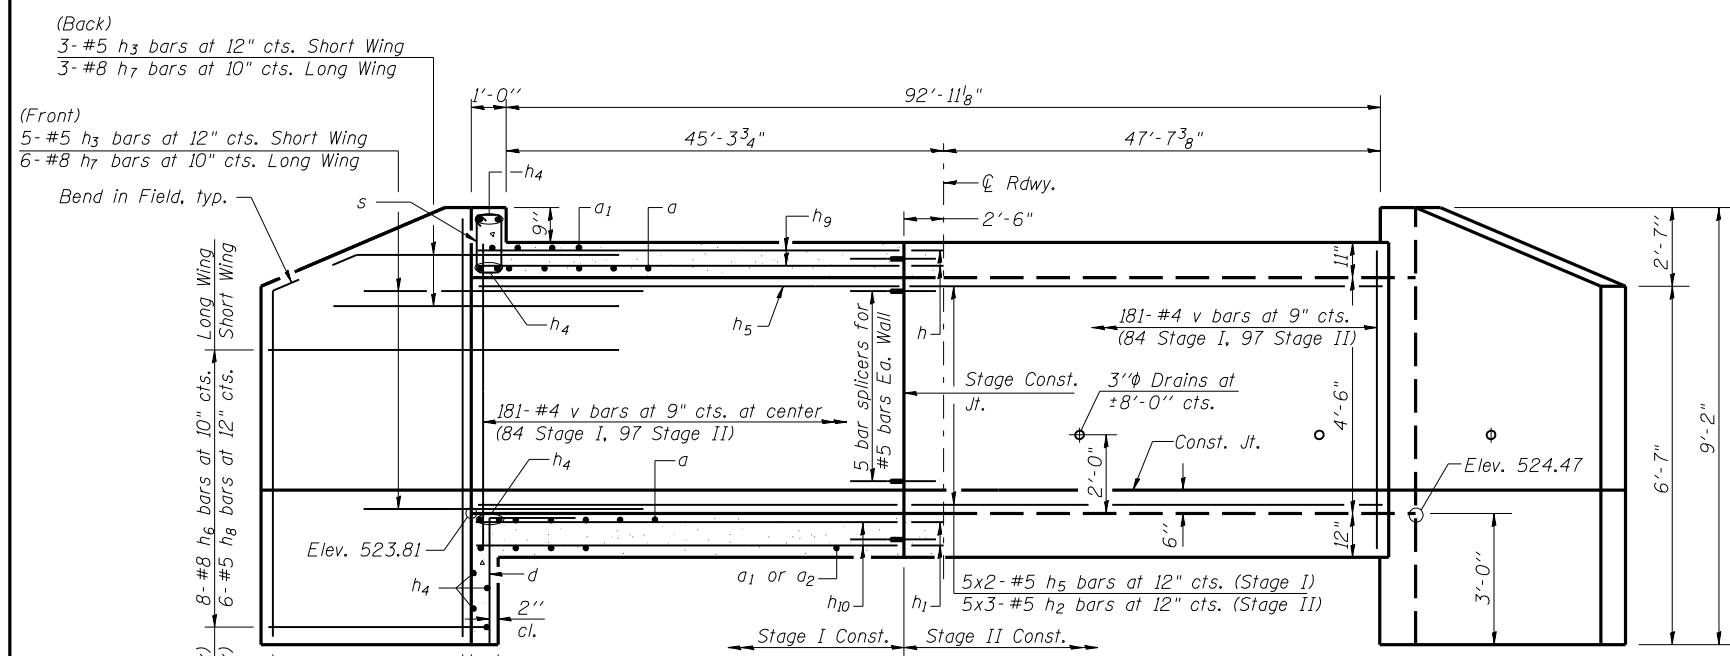 (Back)
3-#5 h3 bars at 12" cts. Short Wing
3-#8 h7 bars at 10" cts. Long Wing
(Front)
5-#5 h3 bars at 12" cts. Short Wing
6-#8 h7 bars at 10" cts. Long Wing
Bend in Field, typ.
s
1'-0"
92'-11 1/8"
45'-3 3/4"
47'-7 3/8"
h4
℄ Rdwy.
a1
a
h9
2'-6"
9"
11"
2'-7"
Long Wing
Short Wing
h4
h5
h
5 bar splicers for
#5 bars Ea. Wall
181-#4 v bars at 9" cts.
(84 Stage I, 97 Stage II)
Stage Const.
Jt.
3"ϕ Drains at
±8'-0" cts.
4'-6"
181-#4 v bars at 9" cts. at center
(84 Stage I, 97 Stage II)
8-#8 h6 bars at 10" cts.
6-#5 h8 bars at 12" cts.
h4
a
2'-0"
Const. Jt.
Elev. 524.47
6'-7"
9'-2"
Elev. 523.81
6"
12"
3'-0"
h4
d
a1 or a2
h10
h1
5x2-#5 h5 bars at 12" cts. (Stage I)
5x3-#5 h2 bars at 12" cts. (Stage II)
2"
cl.
Stage I Const.
Stage II Const.